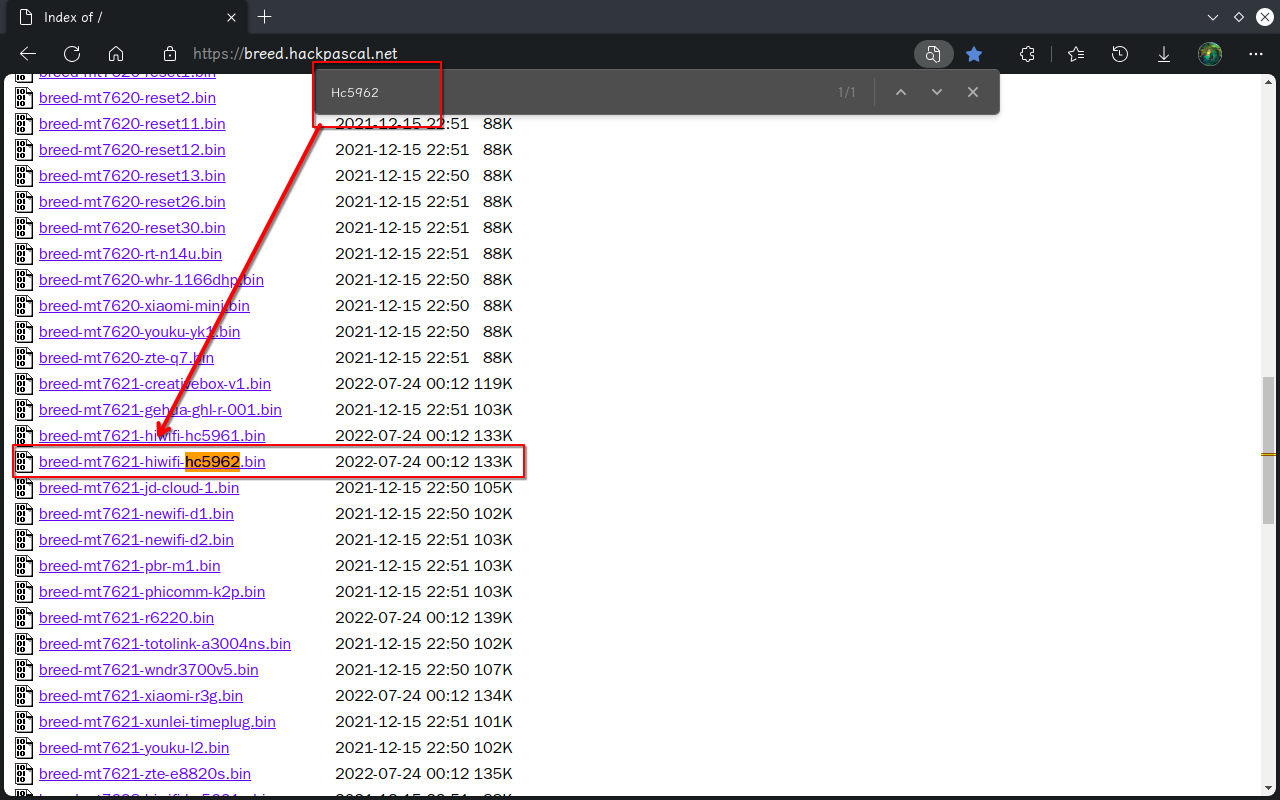 Index of /
https://breed.hackpascal.net
Hc5962 1/1
breed-mt7620-reset1.bin
breed-mt7620-reset2.bin
breed-mt7620-reset11.bin 2021-12-15 22:51 88K
breed-mt7620-reset12.bin 2021-12-15 22:51 88K
breed-mt7620-reset13.bin 2021-12-15 22:50 88K
breed-mt7620-reset26.bin 2021-12-15 22:51 88K
breed-mt7620-reset30.bin 2021-12-15 22:51 88K
breed-mt7620-rt-n14u.bin 2021-12-15 22:51 88K
breed-mt7620-whr-1166dhp.bin 2021-12-15 22:50 88K
breed-mt7620-xiaomi-mini.bin 2021-12-15 22:50 88K
breed-mt7620-youku-yk1.bin 2021-12-15 22:50 88K
breed-mt7620-zte-q7.bin 2021-12-15 22:51 88K
breed-mt7621-creativebox-v1.bin 2022-07-24 00:12 119K
breed-mt7621-gehua-ghl-r-001.bin 2021-12-15 22:51 103K
breed-mt7621-hiwifi-hc5961.bin 2022-07-24 00:12 133K
breed-mt7621-hiwifi-hc5962.bin 2022-07-24 00:12 133K
breed-mt7621-jd-cloud-1.bin 2021-12-15 22:50 105K
breed-mt7621-newifi-d1.bin 2021-12-15 22:50 102K
breed-mt7621-newifi-d2.bin 2021-12-15 22:51 103K
breed-mt7621-pbr-m1.bin 2021-12-15 22:51 103K
breed-mt7621-phicomm-k2p.bin 2021-12-15 22:51 103K
breed-mt7621-r6220.bin 2022-07-24 00:12 139K
breed-mt7621-totolink-a3004ns.bin 2021-12-15 22:50 102K
breed-mt7621-wndr3700v5.bin 2021-12-15 22:50 107K
breed-mt7621-xiaomi-r3g.bin 2022-07-24 00:12 134K
breed-mt7621-xunlei-timeplug.bin 2021-12-15 22:51 101K
breed-mt7621-youku-l2.bin 2021-12-15 22:50 102K
breed-mt7621-zte-e8820s.bin 2022-07-24 00:12 135K